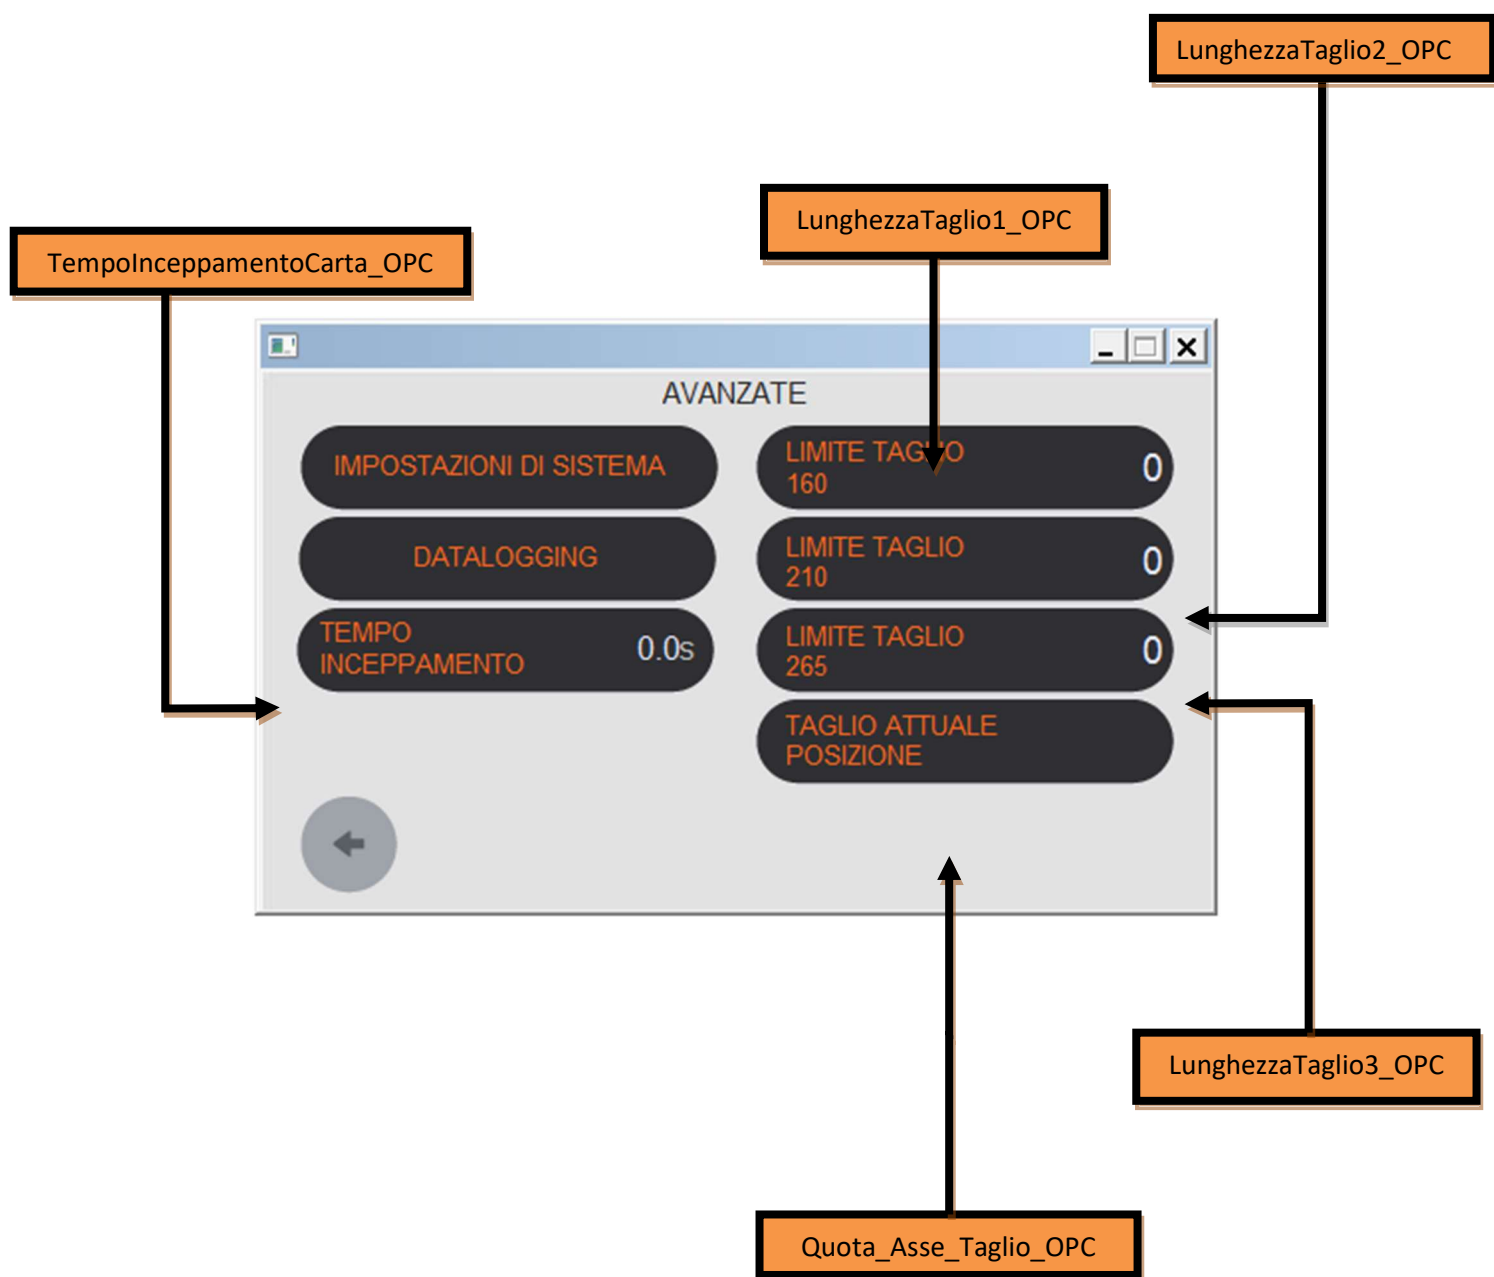 LunghezzaTaglio2_OPC
LunghezzaTaglio1_OPC
TempoInceppamentoCarta_OPC
AVANZATE
IMPOSTAZIONI DI SISTEMA
DATALOGGING
TEMPO
INCEPPAMENTO
0.0s
LIMITE TAGLIO
160
0
LIMITE TAGLIO
210
0
LIMITE TAGLIO
265
0
TAGLIO ATTUALE
POSIZIONE
LunghezzaTaglio3_OPC
Quota_Asse_Taglio_OPC